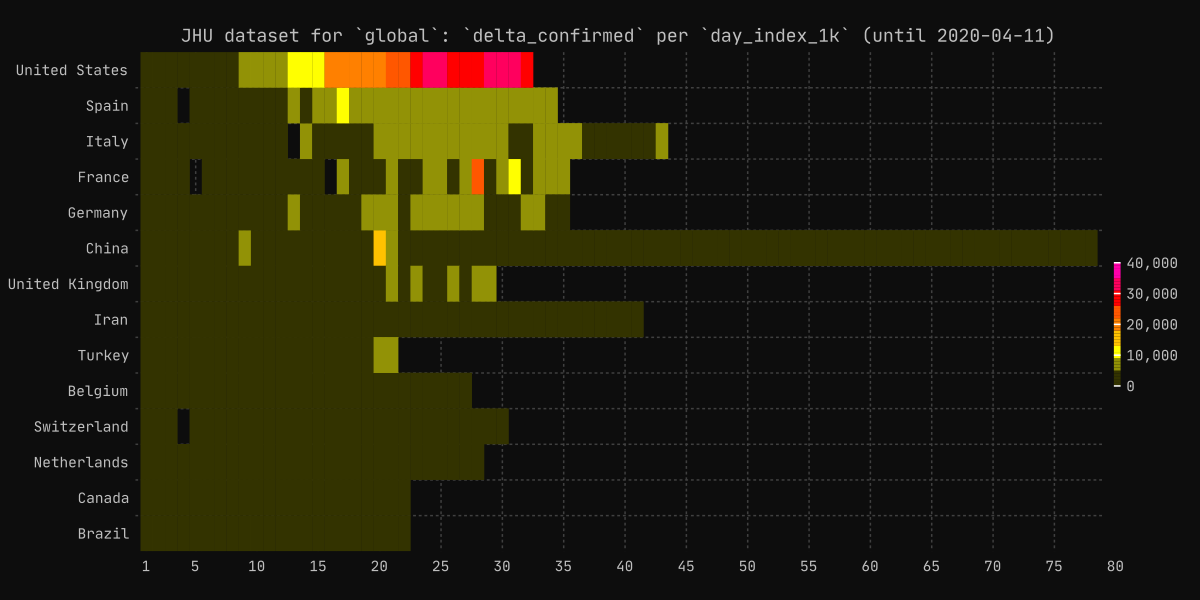 JHU dataset for `global`: `delta_confirmed` per `day_index_1k` (until 2020-04-11)
United States
Spain
Italy
France
Germany
China
United Kingdom
Iran
Turkey
Belgium
Switzerland
Netherlands
Canada
Brazil
1 5 10 15 20 25 30 35 40 45 50 55 60 65 70 75 80
40,000
30,000
20,000
10,000
0